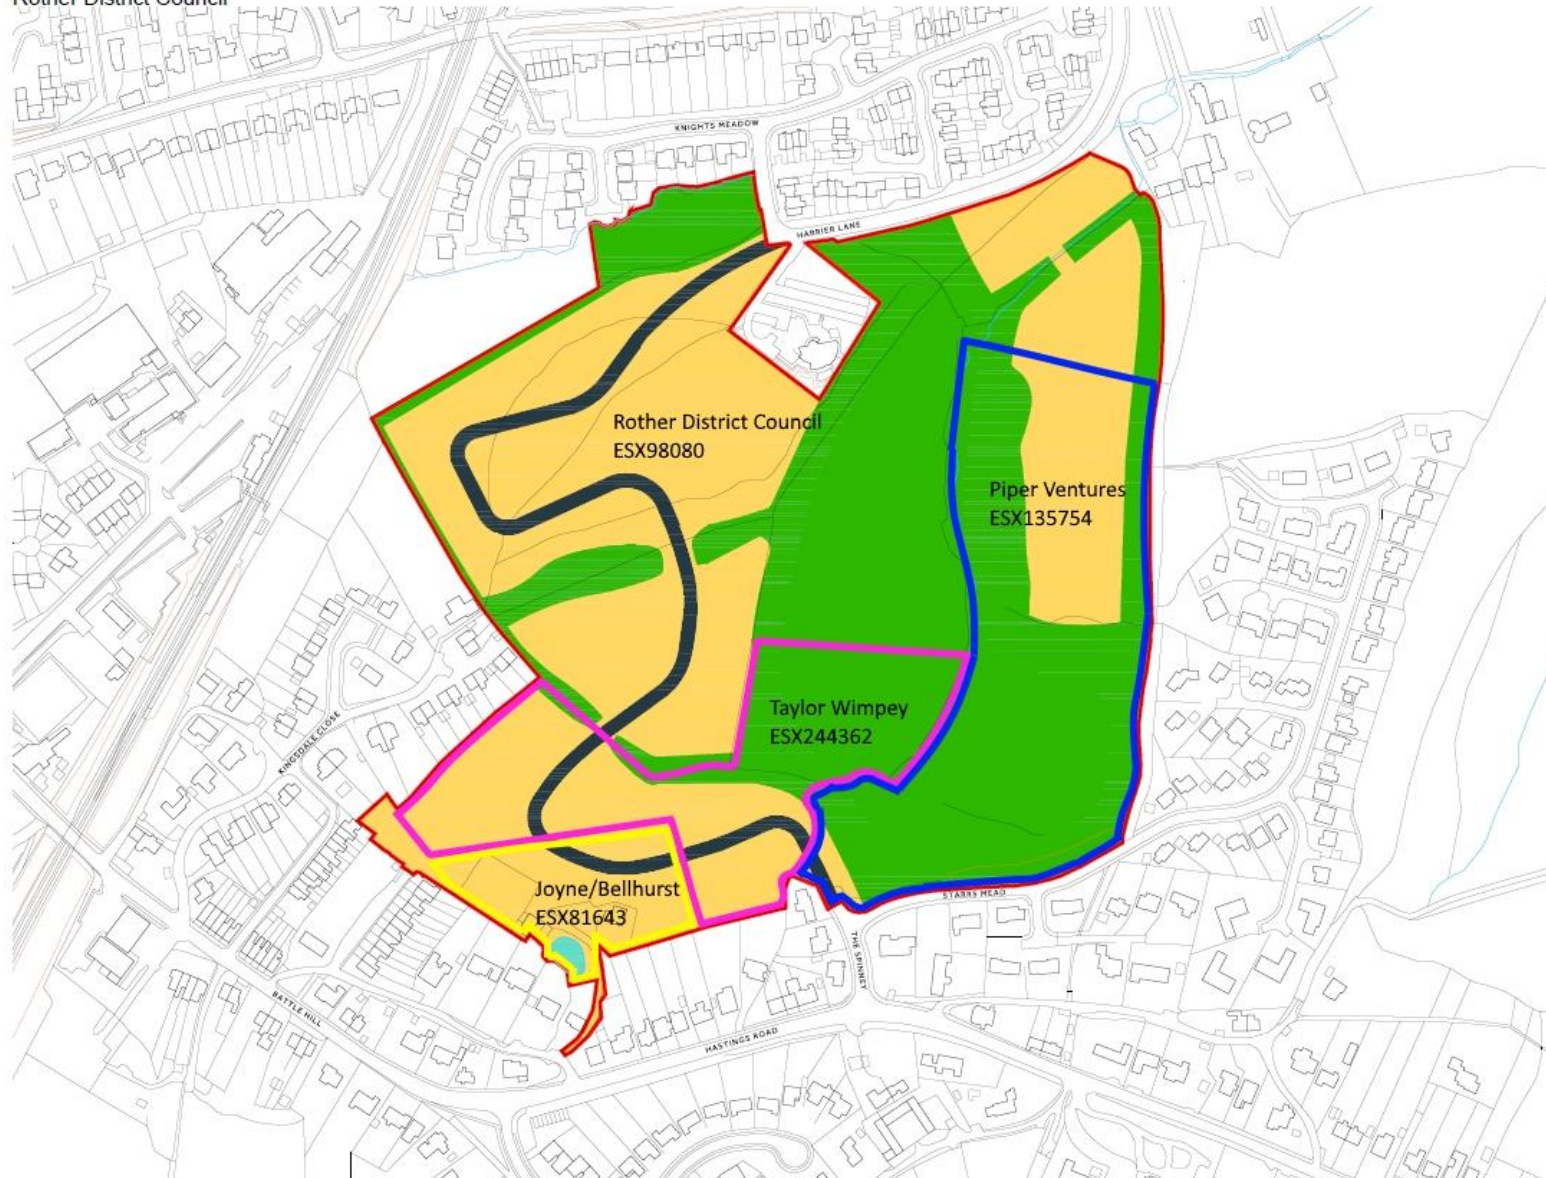 Rother District Council
KNIGHTS MEADOW
HARRIER LANE
Rother District Council
ESX98080
Piper Ventures
ESX135754
Taylor Wimpey
ESX244362
KINGSDALE CLOSE
Joyne/Bellhurst
ESX81643
STARRS MEAD
THE SPINNEY
BATTLE HILL
HASTINGS ROAD